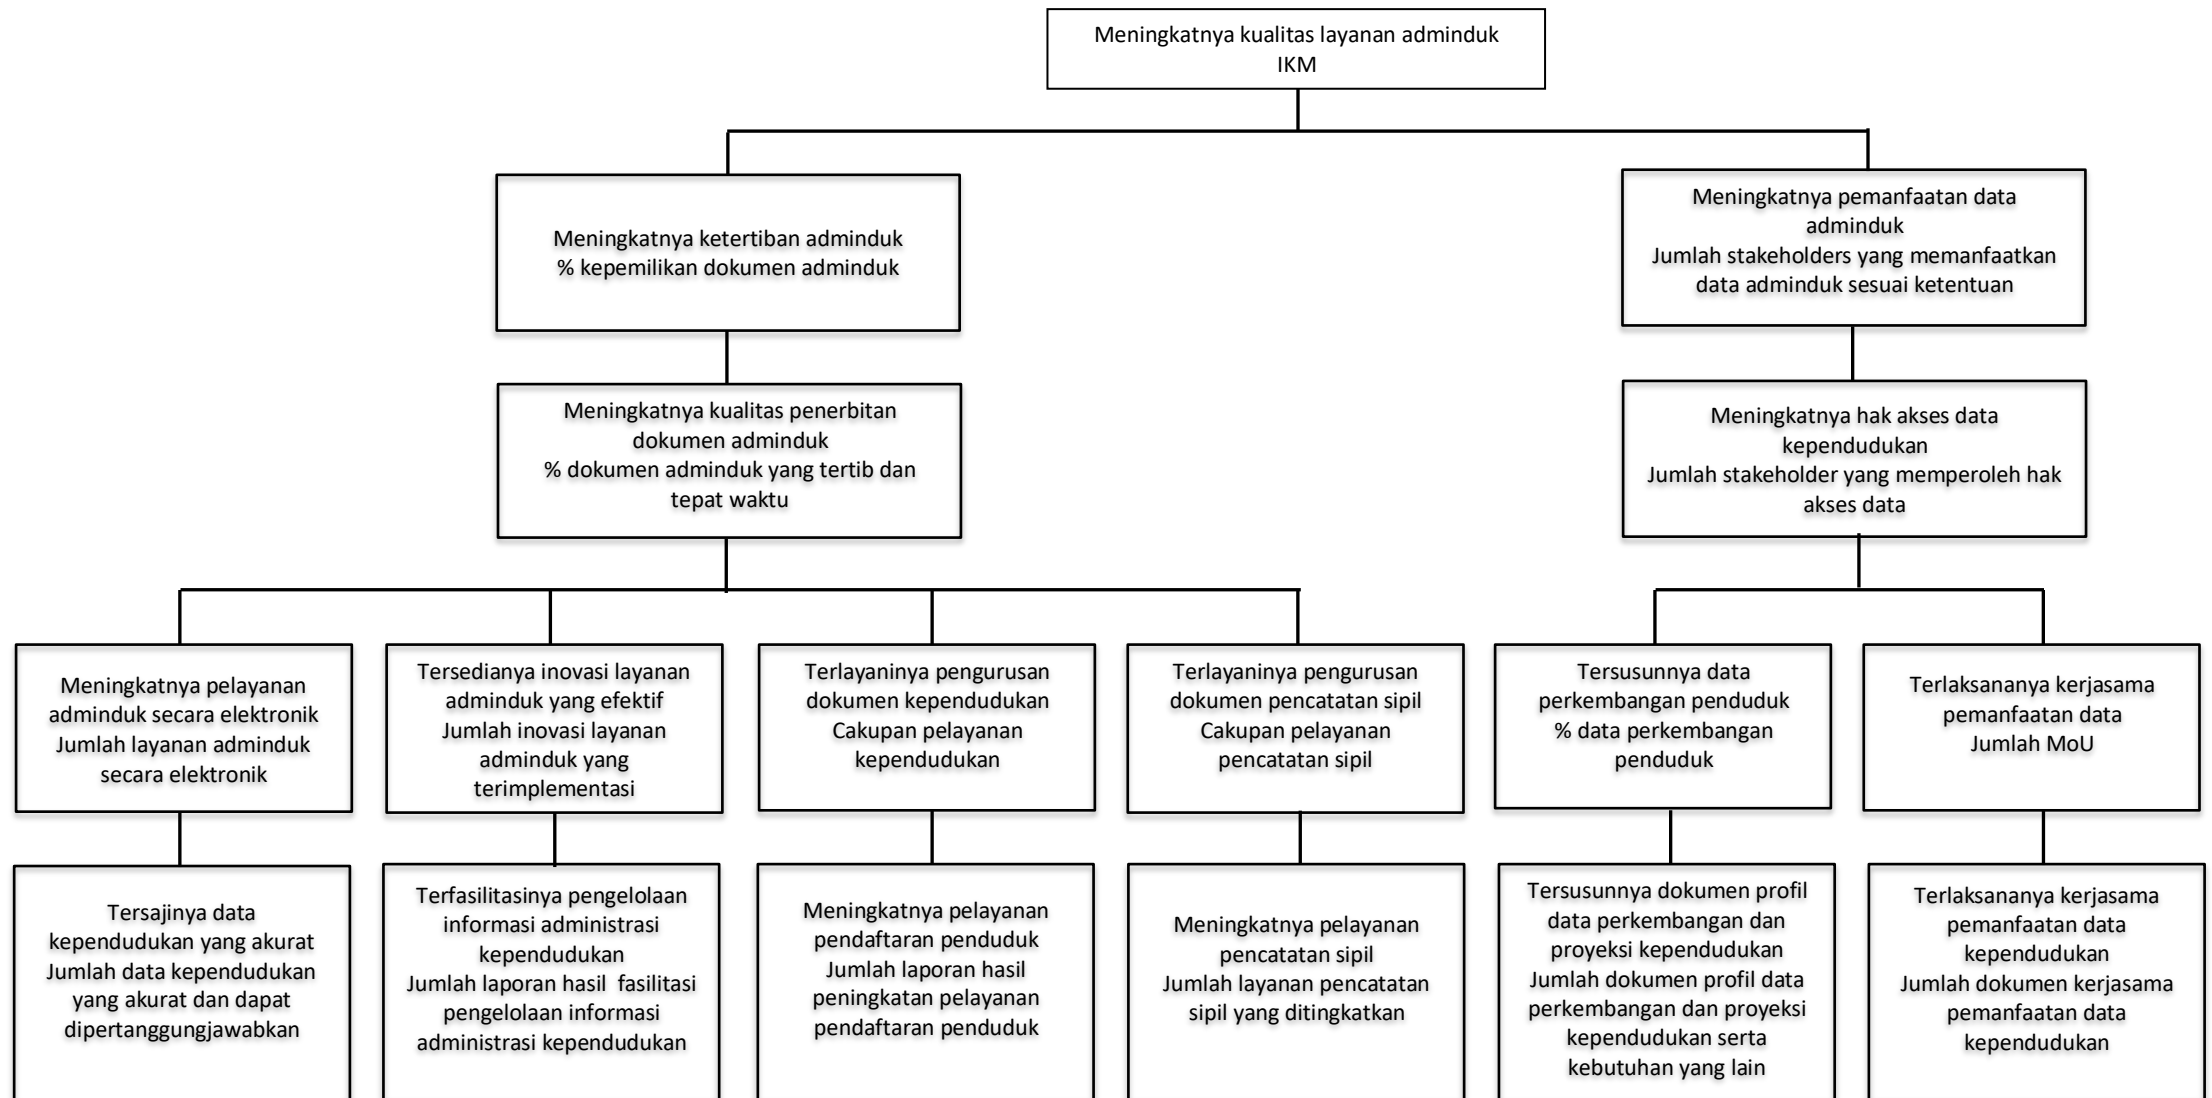 Meningkatnya kualitas layanan adminduk
IKM
Meningkatnya ketertiban adminduk
% kepemilikan dokumen adminduk
Meningkatnya pemanfaatan data
adminduk
Jumlah stakeholders yang memanfaatkan
data adminduk sesuai ketentuan
Meningkatnya kualitas penerbitan
dokumen adminduk
% dokumen adminduk yang tertib dan
tepat waktu
Meningkatnya hak akses data
kependudukan
Jumlah stakeholder yang memperoleh hak
akses data
Meningkatnya pelayanan
adminduk secara elektronik
Jumlah layanan adminduk
secara elektronik
Tersedianya inovasi layanan
adminduk yang efektif
Jumlah inovasi layanan
adminduk yang
terimplementasi
Terlayaninya pengurusan
dokumen kependudukan
Cakupan pelayanan
kependudukan
Terlayaninya pengurusan
dokumen pencatatan sipil
Cakupan pelayanan
pencatatan sipil
Tersusunnya data
perkembangan penduduk
% data perkembangan
penduduk
Terlaksananya kerjasama
pemanfaatan data
Jumlah MoU
Tersajinya data
kependudukan yang akurat
Jumlah data kependudukan
yang akurat dan dapat
dipertanggungjawabkan
Terfasilitasinya pengelolaan
informasi administrasi
kependudukan
Jumlah laporan hasil  fasilitasi
pengelolaan informasi
administrasi kependudukan
Meningkatnya pelayanan
pendaftaran penduduk
Jumlah laporan hasil
peningkatan pelayanan
pendaftaran penduduk
Meningkatnya pelayanan
pencatatan sipil
Jumlah layanan pencatatan
sipil yang ditingkatkan
Tersusunnya dokumen profil
data perkembangan dan
proyeksi kependudukan
Jumlah dokumen profil data
perkembangan dan proyeksi
kependudukan serta
kebutuhan yang lain
Terlaksananya kerjasama
pemanfaatan data
kependudukan
Jumlah dokumen kerjasama
pemanfaatan data
kependudukan